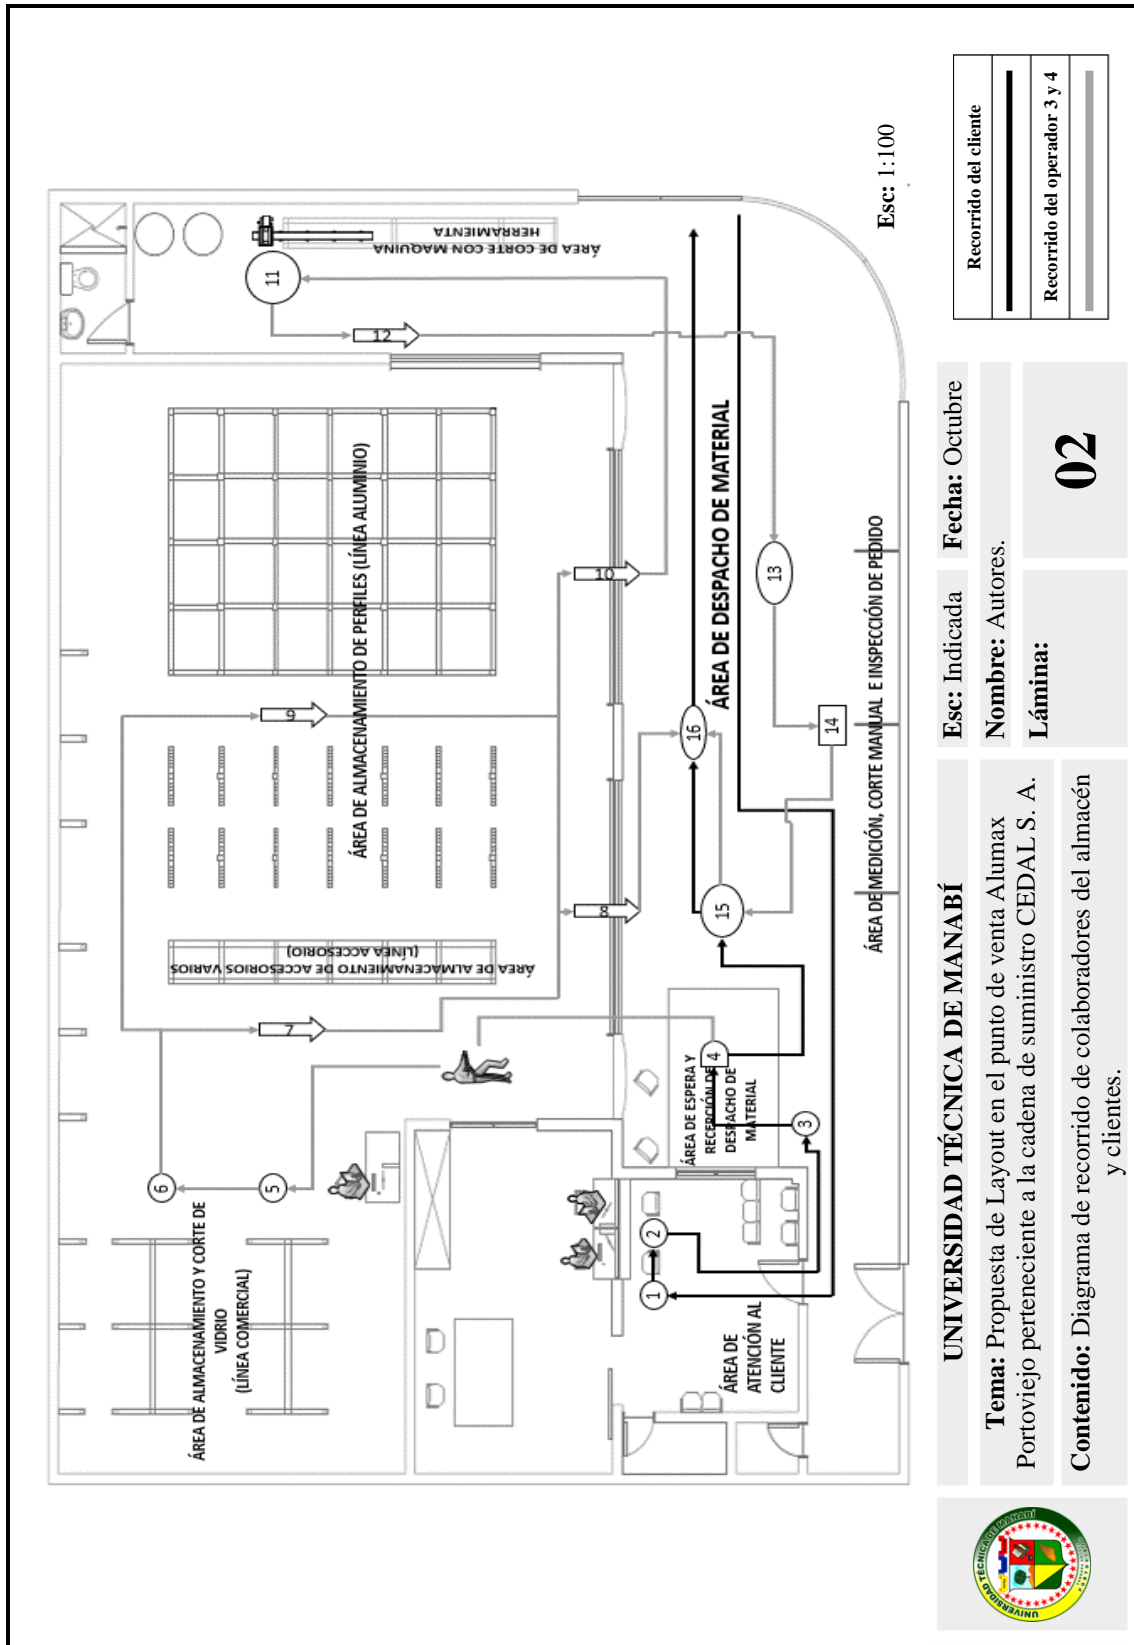 ÁREA DE CORTE CON MAQUINA
HERRAMIENTA
11
12
ÁREA DE ALMACENAMIENTO DE PERFILES (LÍNEA ALUMINIO)
9
10
ÁREA DE ALMACENAMIENTO DE ACCESORIOS VARIOS
(LÍNEA ACCESORIO)
7
8
6
5
ÁREA DE ALMACENAMIENTO Y CORTE DE
VIDRIO
(LÍNEA COMERCIAL)
ÁREA DE DESPACHO DE MATERIAL
16
15
13
14
ÁREA DE MEDICIÓN, CORTE MANUAL E INSPECCIÓN DE PEDIDO
ÁREA DE ESPERA Y
RECEPCIÓN DE
DESPACHO DE
MATERIAL
4
3
2
1
ÁREA DE
ATENCIÓN AL
CLIENTE
Esc: 1:100
Recorrido del cliente
Recorrido del operador 3 y 4
UNIVERSIDAD TÉCNICA DE MANABÍ
UNIVERSIDAD TÉCNICA DE MANABÍ
Esc: Indicada
Fecha: Octubre
Tema: Propuesta de Layout en el punto de venta Alumax
Portoviejo perteneciente a la cadena de suministro CEDAL S. A.
Nombre: Autores.
Contenido: Diagrama de recorrido de colaboradores del almacén
y clientes.
Lámina:
02